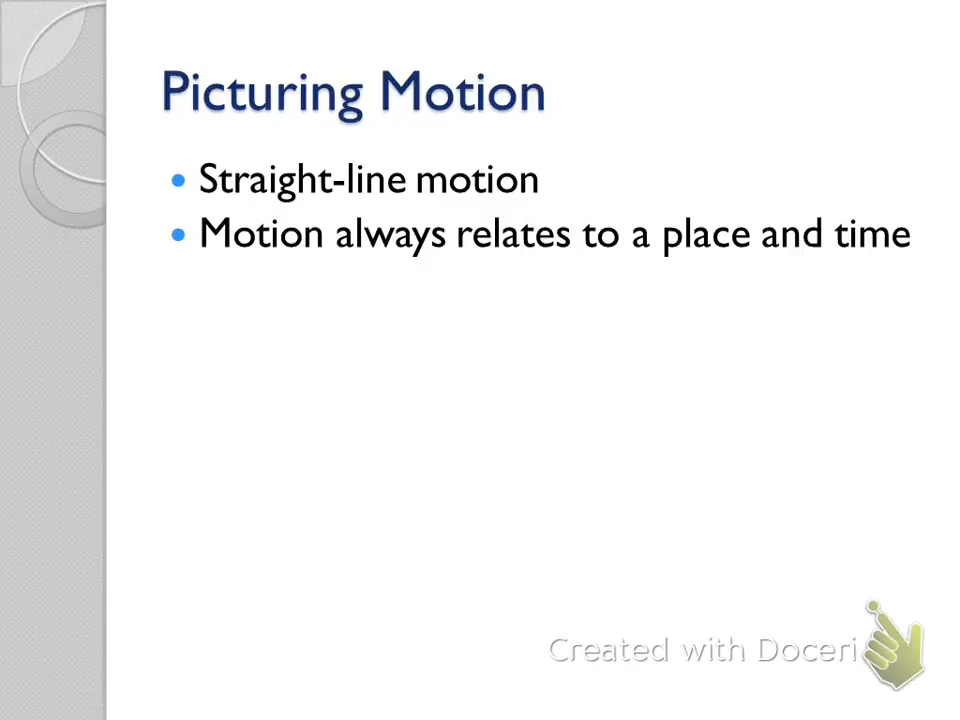 Picturing Motion
Straight-line motion
Motion always relates to a place and time
Created with Doceri